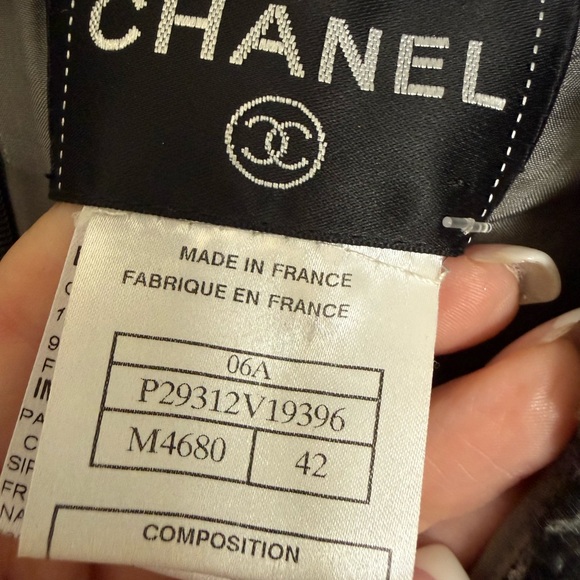 CHANEL
MADE IN FRANCE
FABRIQUE EN FRANCE
06A
P29312V19396
M4680
42
COMPOSITION